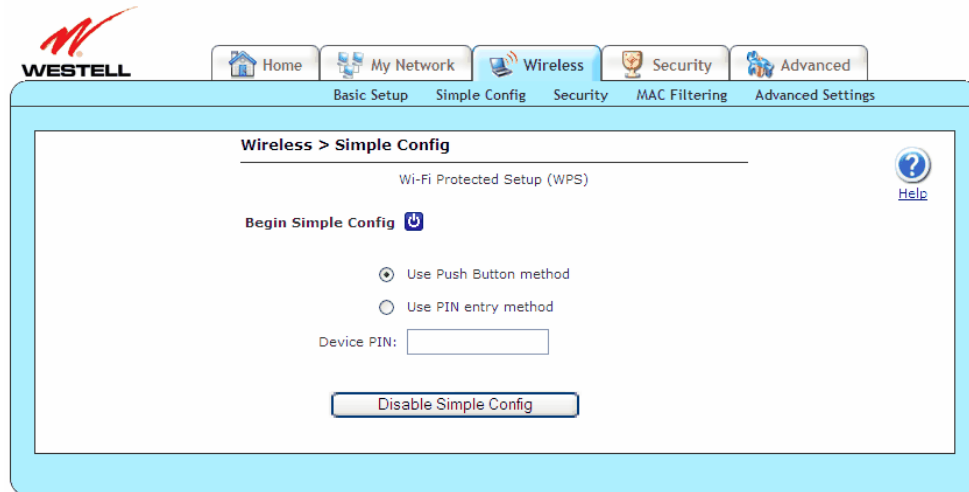 WESTELL
Home My Network Wireless Security Advanced
Basic Setup Simple Config Security MAC Filtering Advanced Settings
Wireless > Simple Config
Wi-Fi Protected Setup (WPS)
?
Help
Begin Simple Config
Use Push Button method
Use PIN entry method
Device PIN:
Disable Simple Config